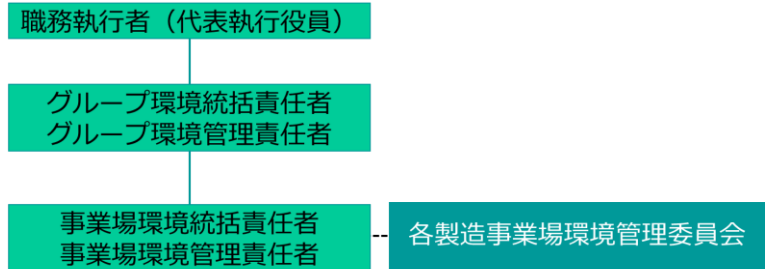 職務執行者（代表執行役員）
グループ環境統括責任者
グループ環境管理責任者
事業場環境統括責任者
事業場環境管理責任者
各製造事業場環境管理委員会